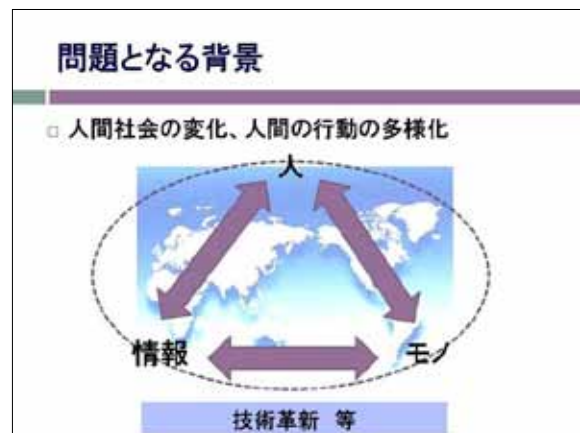 問題となる背景
人間社会の変化、人間の行動の多様化
人
情報
モノ
技術革新 等